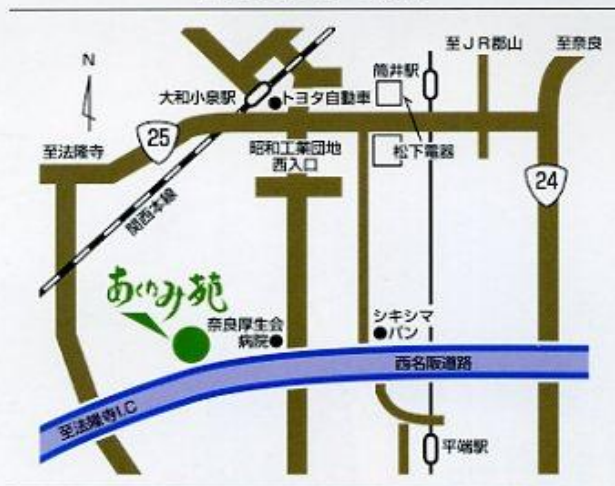 至JR郡山
至奈良
N
筒井駅
大和小泉駅
トヨタ自動車
25
昭和工業団地
西入口
松下電器
至法隆寺
24
関西本線
あくなみ苑
奈良厚生会
病院
シキシマ
パン
西名阪道路
至法隆寺I.C
平端駅